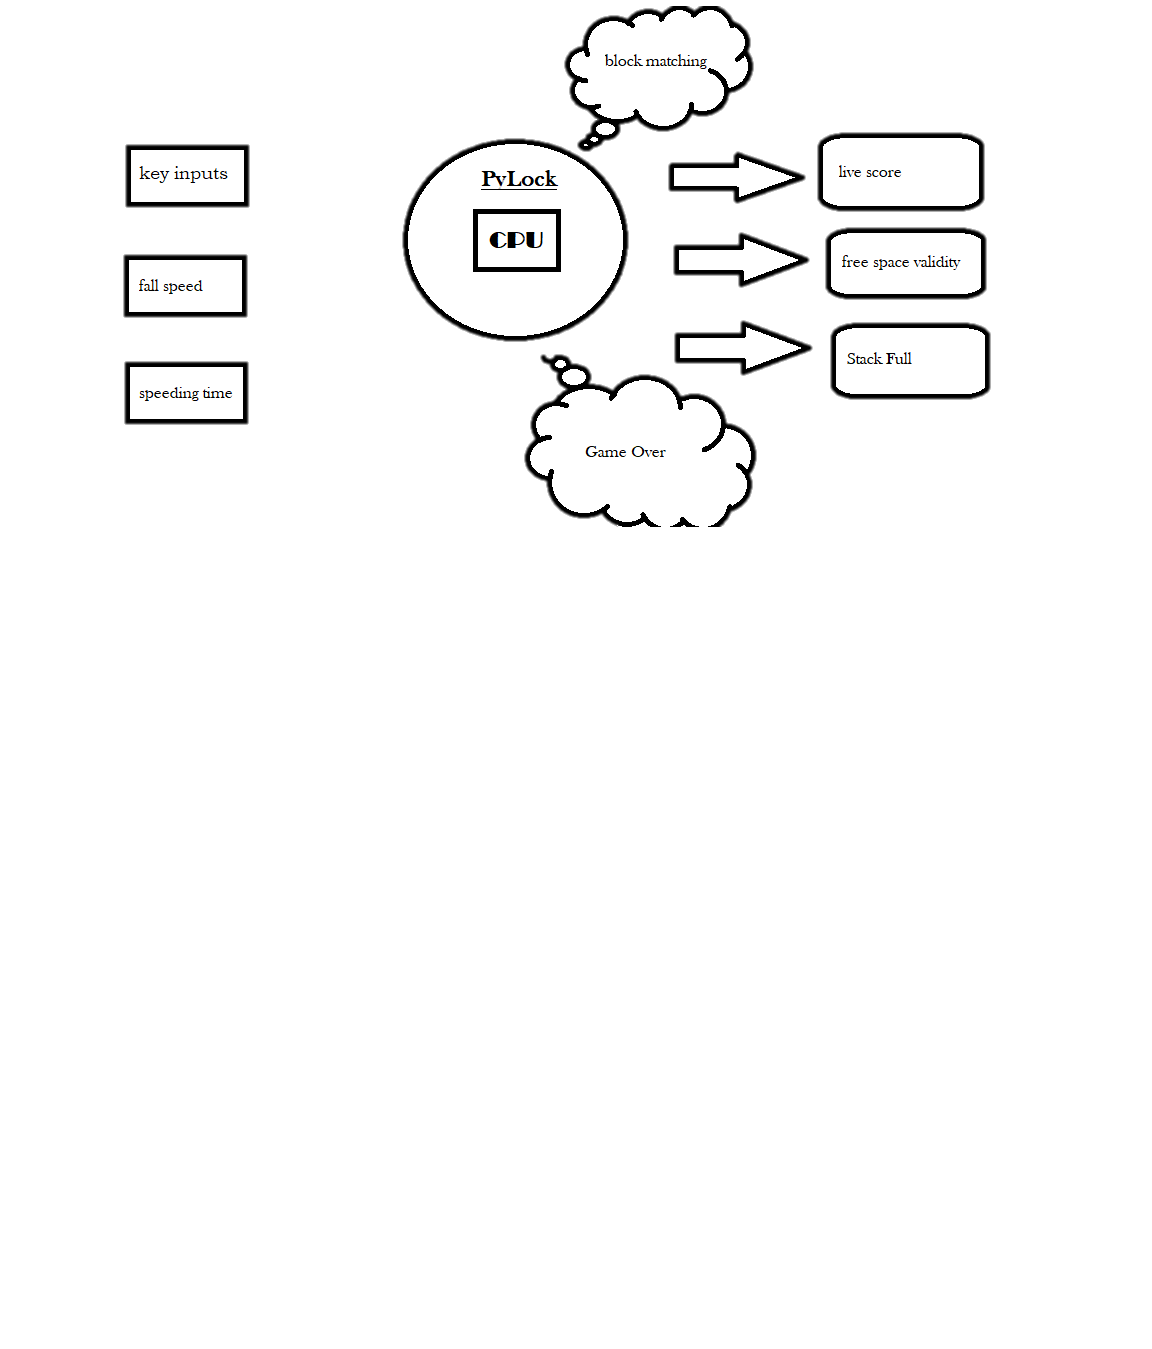 block matching
key inputs
PyLock
live score
CPU
free space validity
fall speed
Stack Full
speeding time
Game Over